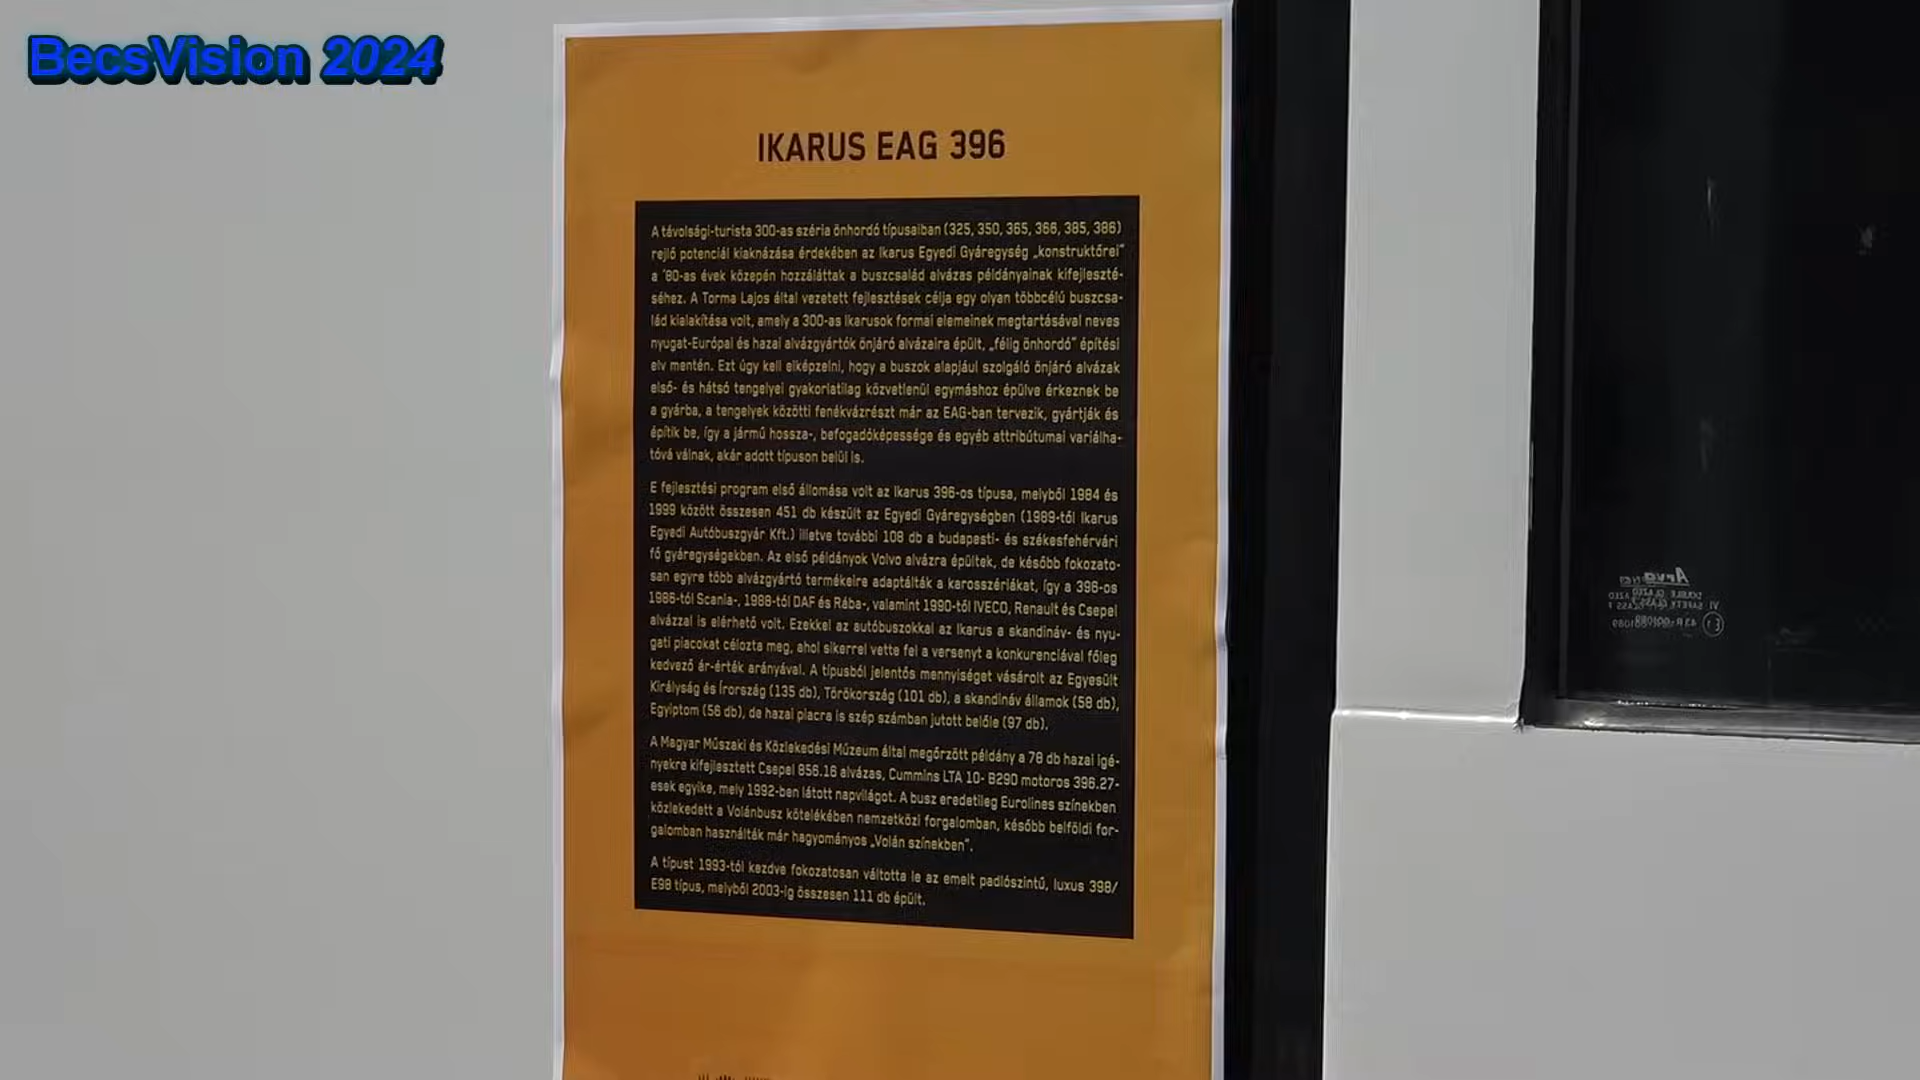 BecsVision 2024
IKARUS EAG 396
A távolsági-turista 300-as széria önhordó típusaiban (325, 350, 365, 366, 385, 386)
rejlő potenciál kiaknázása érdekében az Ikarus Egyedi Gyáregység „konstruktőrei"
a '80-as évek közepén hozzáláttak a buszcsalád alvázas példányainak kifejleszté-
séhez. A Torma Lajos által vezetett fejlesztések célja egy olyan többcélú buszcsa-
lád kialakítása volt, amely a 300-as Ikarusok formai elemeinek megtartásával neves
nyugat-Európai és hazai alvázgyártók önjáró alvázaira épült, „félig önhordó" építési
elv mentén. Ezt úgy kell elképzelni, hogy a buszok alapjául szolgáló önjáró alvázak
első- és hátsó tengelyei gyakorlatilag közvetlenül egymáshoz épülve érkeznek be
a gyárba, a tengelyek közötti fenékvázrészt már az EAG-ban tervezik, gyártják és
építik be, így a jármű hossza-, befogadóképessége és egyéb attribútumai variálha-
tóvá válnak, akár adott típuson belül is.
E fejlesztési program első állomása volt az Ikarus 396-os típusa, melyből 1984 és
1999 között összesen 451 db készült az Egyedi Gyáregységben (1989-től Ikarus
Egyedi Autóbuszgyár Kft.) illetve további 108 db a budapesti- és székesfehérvári
fő gyáregységekben. Az első példányok Volvo alvázra épültek, de később fokozato-
san egyre több alvázgyártó termékeire adaptálták a karosszériákat, így a 396-os
1986-tól Scania-, 1988-tól DAF és Rába-, valamint 1990-től IVECO, Renault és Csepel
alvázzal is elérhető volt. Ezekkel az autóbuszokkal az Ikarus a skandináv- és nyu-
gati piacokat célozta meg, ahol sikerrel vette fel a versenyt a konkurenciával főleg
kedvező ár-érték arányával. A típusból jelentős mennyiséget vásárolt az Egyesült
Királyság és Írország (135 db), Törökország (101 db), a skandináv államok (58 db),
Egyiptom (56 db), de hazai piacra is szép számban jutott belőle (97 db).
A Magyar Műszaki és Közlekedési Múzeum által megőrzött példány a 78 db hazai igé-
nyekre kifejlesztett Csepel 856.16 alvázas, Cummins LTA 10- B290 motoros 396.27-
esek egyike, mely 1992-ben látott napvilágot. A busz eredetileg Eurolines színekben
közlekedett a Volánbusz kötelékében nemzetközi forgalomban, később belföldi for-
galomban használták már hagyományos „Volán színekben".
A típust 1993-tól kezdve fokozatosan váltotta le az emelt padlószintű, luxus 398/
E98 típus, melyből 2003-ig összesen 111 db épült.